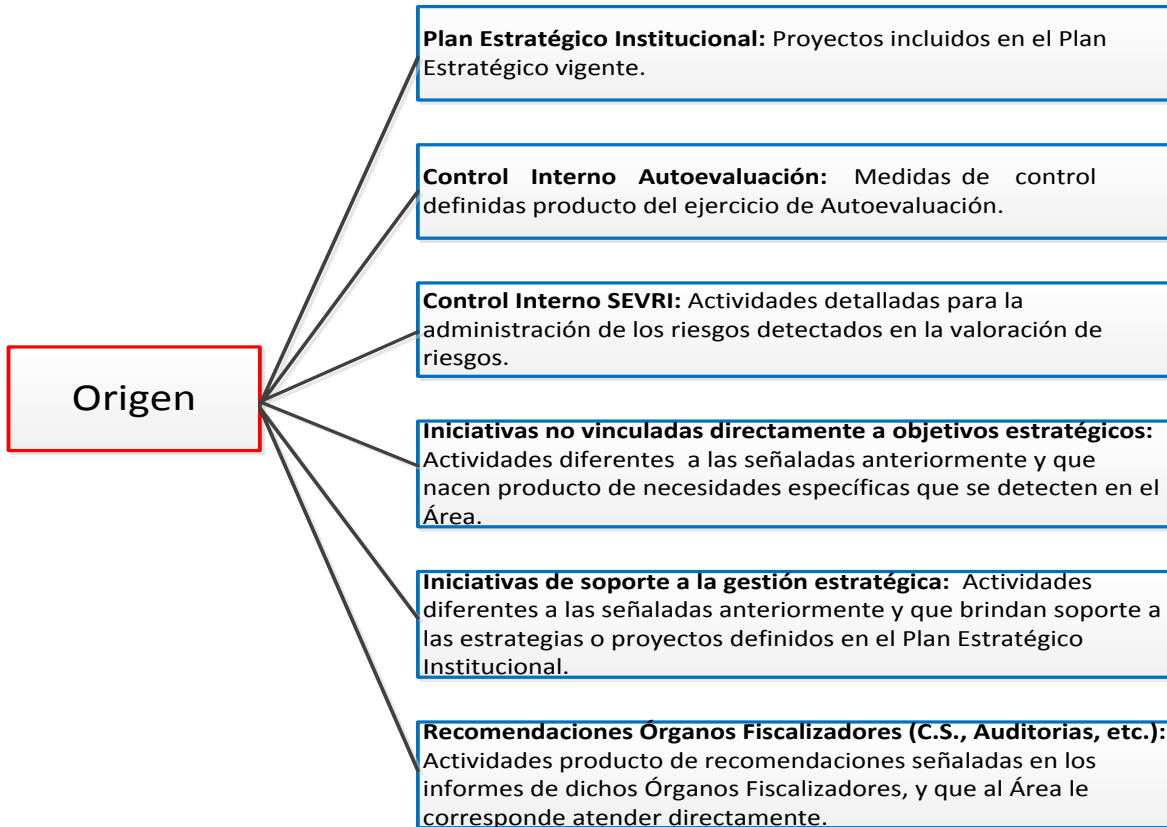 Plan Estratégico Institucional: Proyectos incluidos en el Plan
Estratégico vigente.
Control Interno Autoevaluación: Medidas de control
definidas producto del ejercicio de Autoevaluación.
Control Interno SEVRI: Actividades detalladas para la
administración de los riesgos detectados en la valoración de
riesgos.
Origen
Iniciativas no vinculadas directamente a objetivos estratégicos:
Actividades diferentes a las señaladas anteriormente y que
nacen producto de necesidades específicas que se detecten en el
Área.
Iniciativas de soporte a la gestión estratégica: Actividades
diferentes a las señaladas anteriormente y que brindan soporte a
las estrategias o proyectos definidos en el Plan Estratégico
Institucional.
Recomendaciones Órganos Fiscalizadores (C.S., Auditorias, etc.):
Actividades producto de recomendaciones señaladas en los
informes de dichos Órganos Fiscalizadores, y que al Área le
corresponde atender directamente.